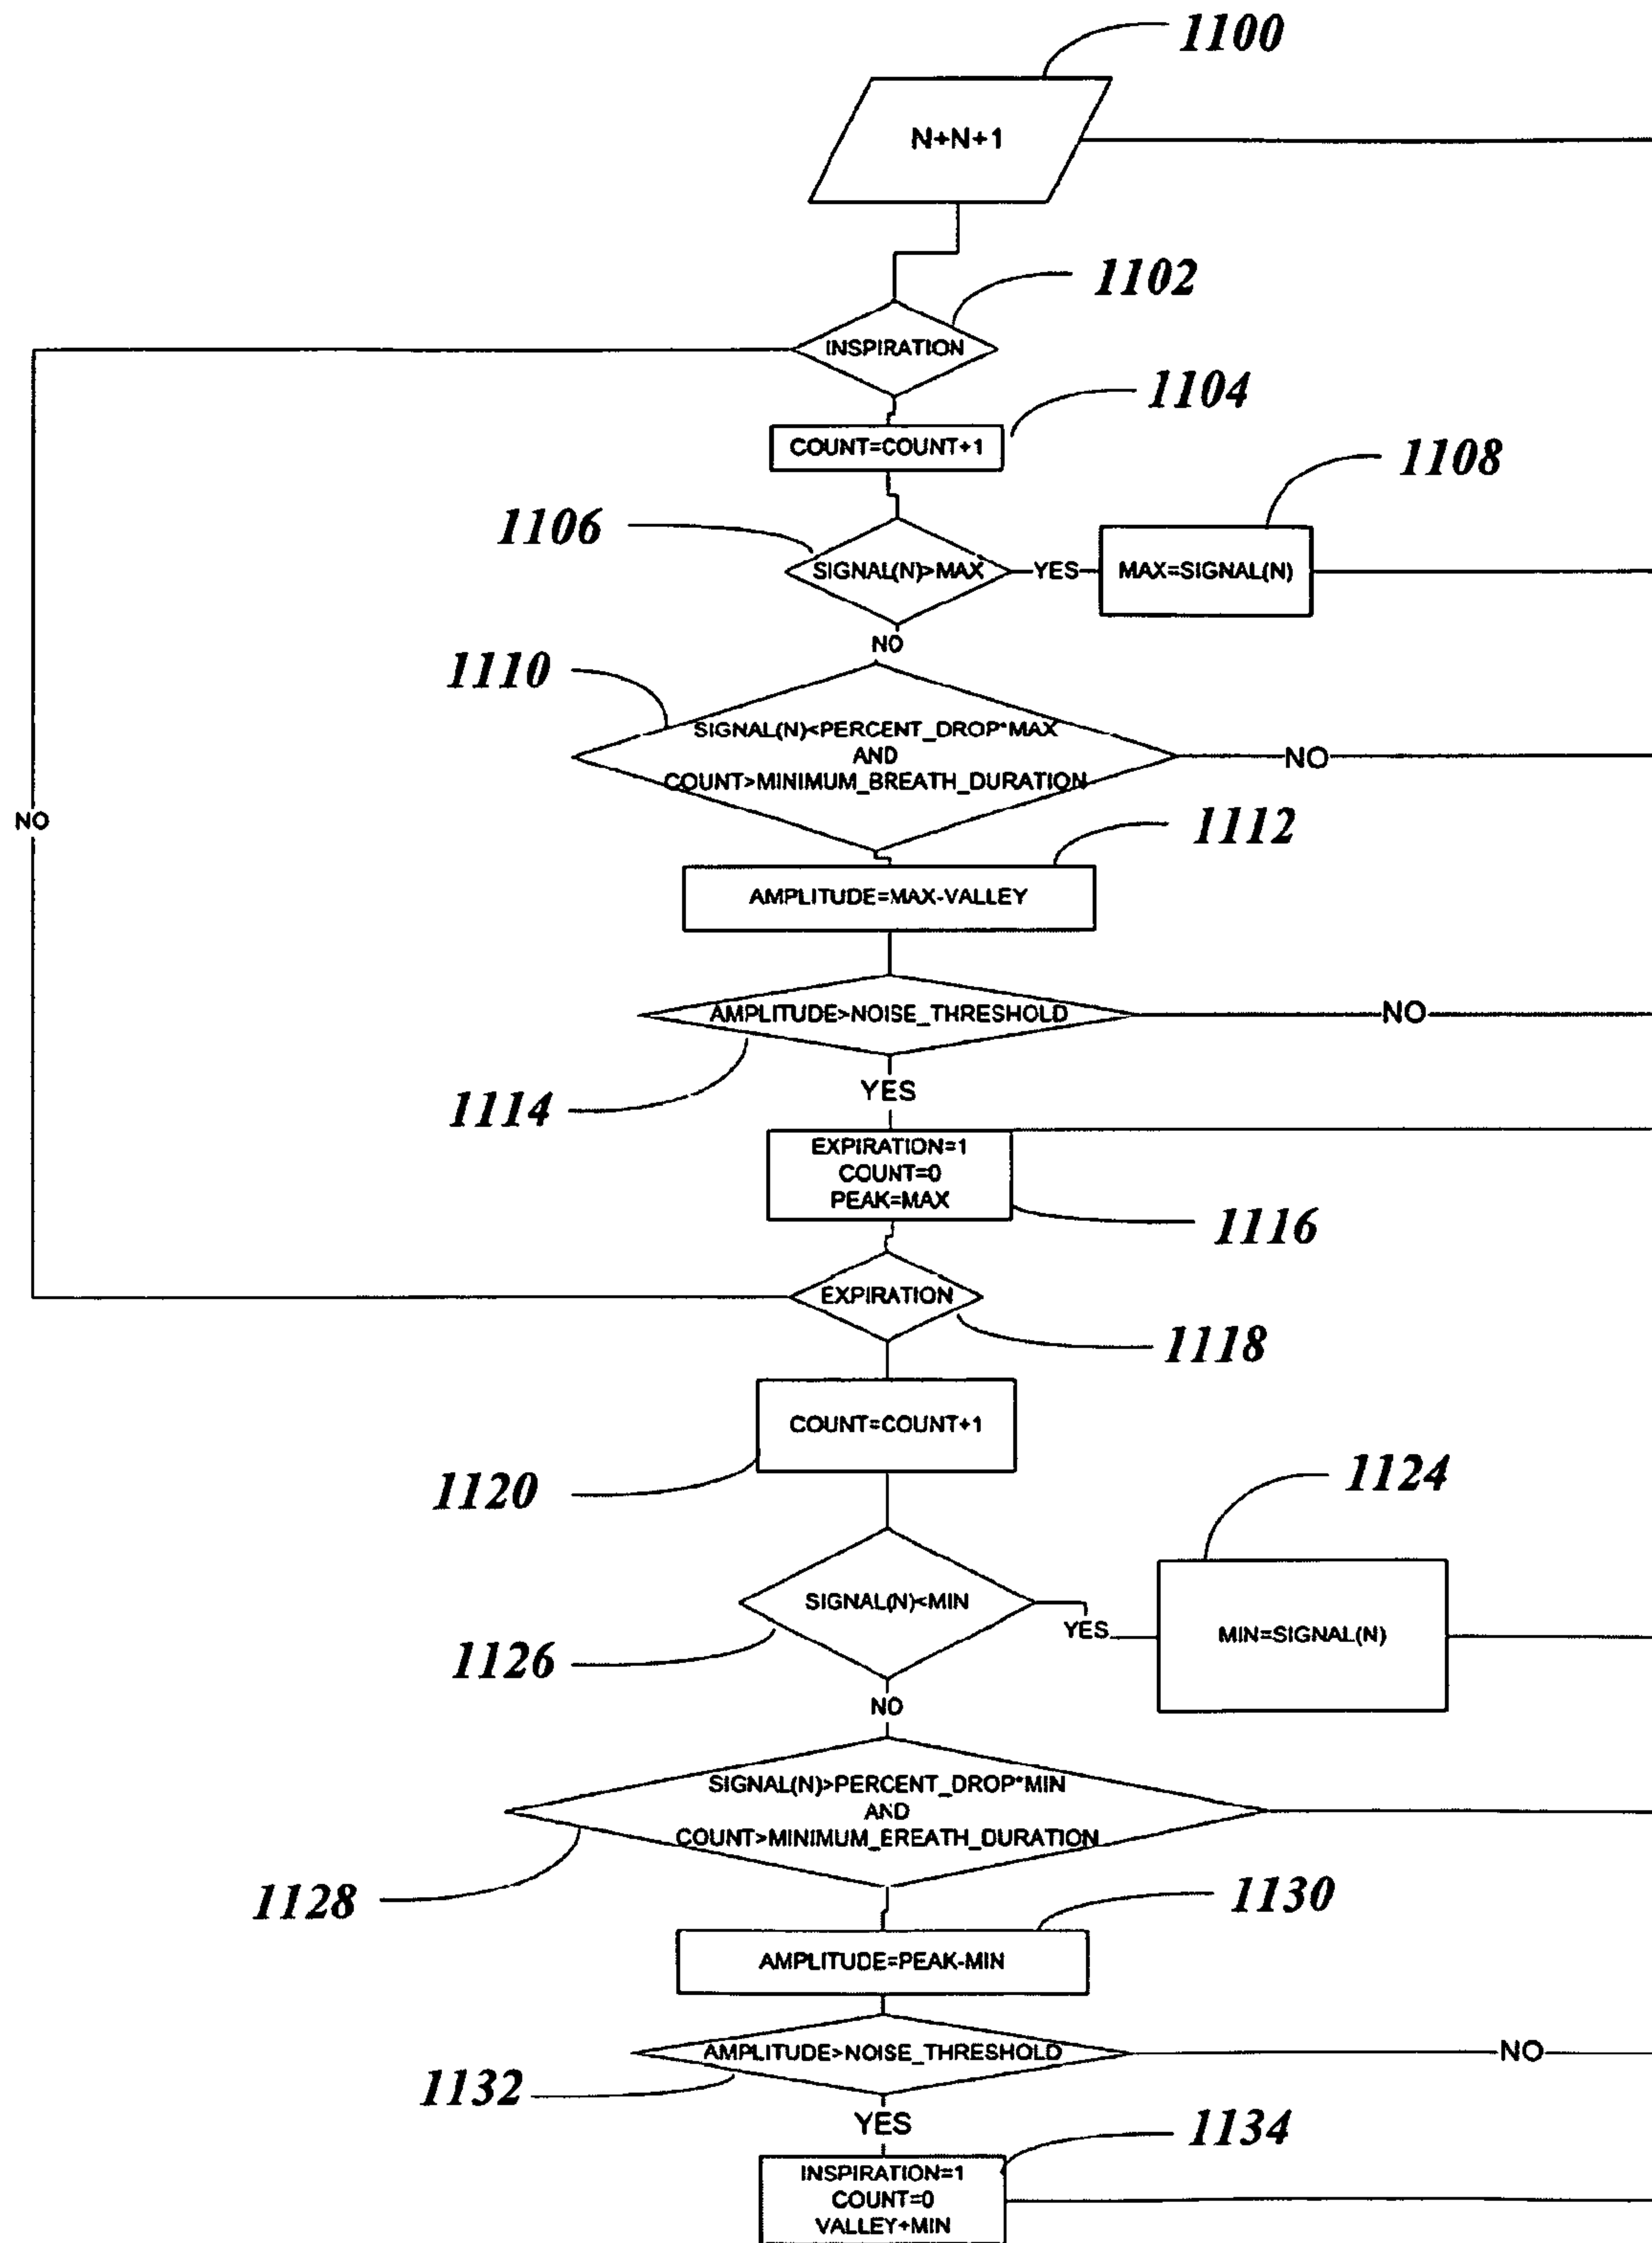 1100
N+N+1
1102
INSPIRATION
1104
COUNT=COUNT+1
1108
1106
SIGNAL(N)>MAX
YES
MAX=SIGNAL(N)
NO
1110
SIGNAL(N)<PERCENT_DROP*MAX
AND
COUNT>MINIMUM_BREATH_DURATION
NO
NO
1112
AMPLITUDE=MAX-VALLEY
AMPLITUDE>NOISE_THRESHOLD
NO
1114
YES
EXPIRATION=1
COUNT=0
PEAK=MAX
1116
EXPIRATION
1118
COUNT=COUNT+1
1120
1124
SIGNAL(N)<MIN
YES
MIN=SIGNAL(N)
1126
NO
SIGNAL(N)>PERCENT_DROP*MIN
AND
COUNT>MINIMUM_EREATH_DURATION
1128
1130
AMPLITUDE=PEAK-MIN
AMPLITUDE>NOISE_THRESHOLD
NO
1132
YES
1134
INSPIRATION=1
COUNT=0
VALLEY+MIN